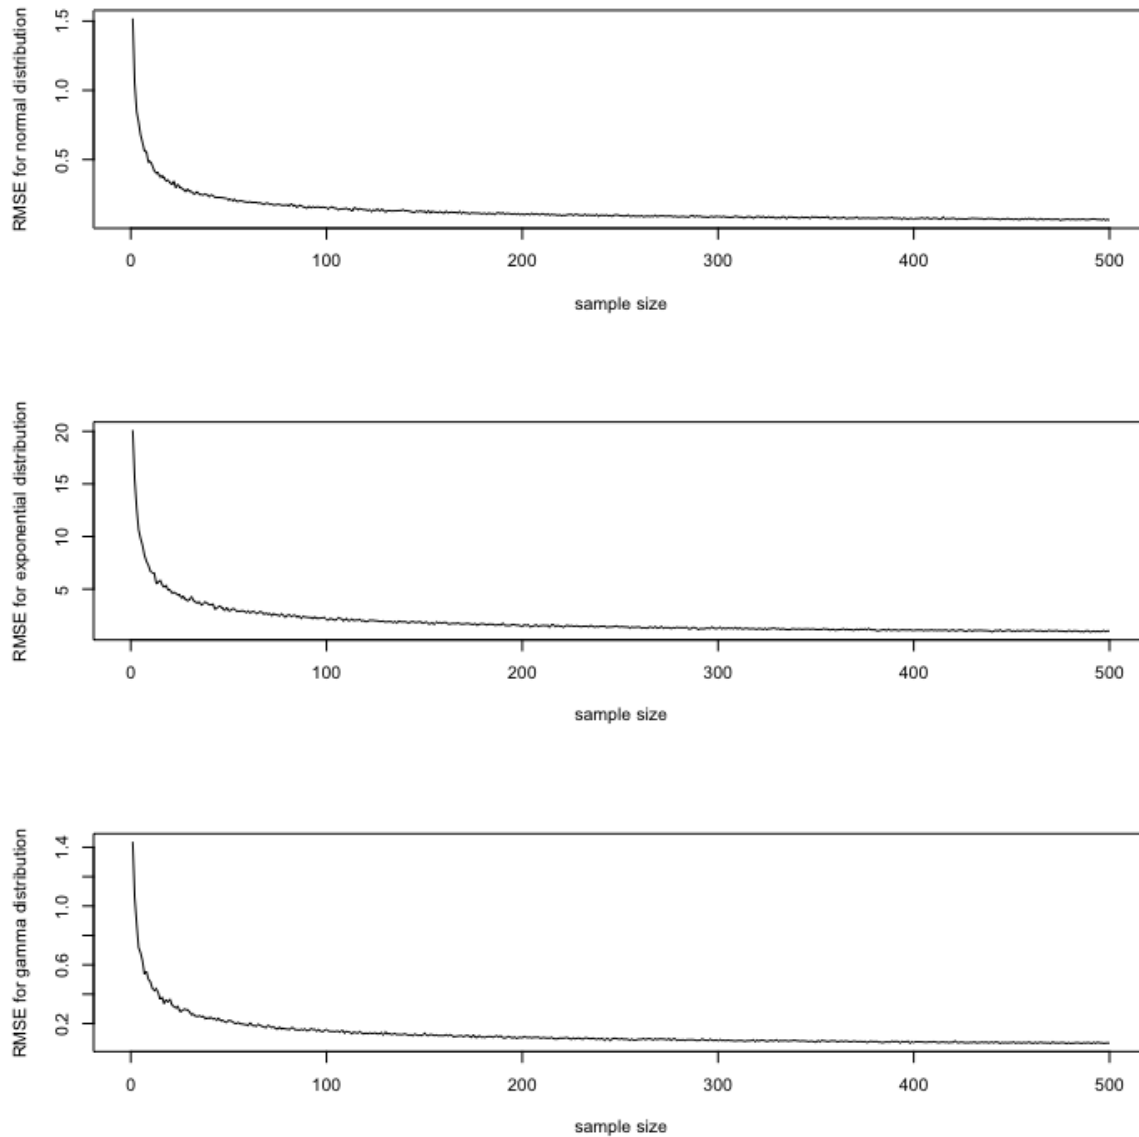 RMSE for normal distribution
1.5
1.0
0.5
0 100 200 300 400 500
sample size
RMSE for exponential distribution
20
15
10
5
0 100 200 300 400 500
sample size
RMSE for gamma distribution
1.4
1.0
0.6
0.2
0 100 200 300 400 500
sample size